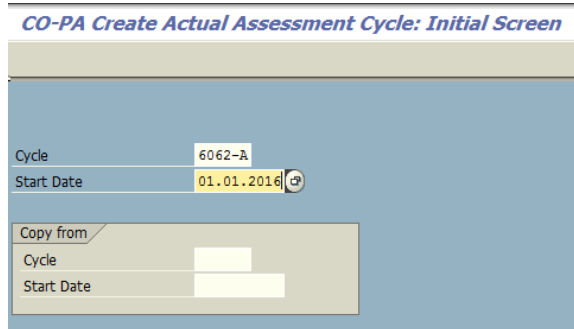 CO-PA Create Actual Assessment Cycle: Initial Screen
Cycle 6062-A
Start Date 01.01.2016
Copy from
Cycle
Start Date